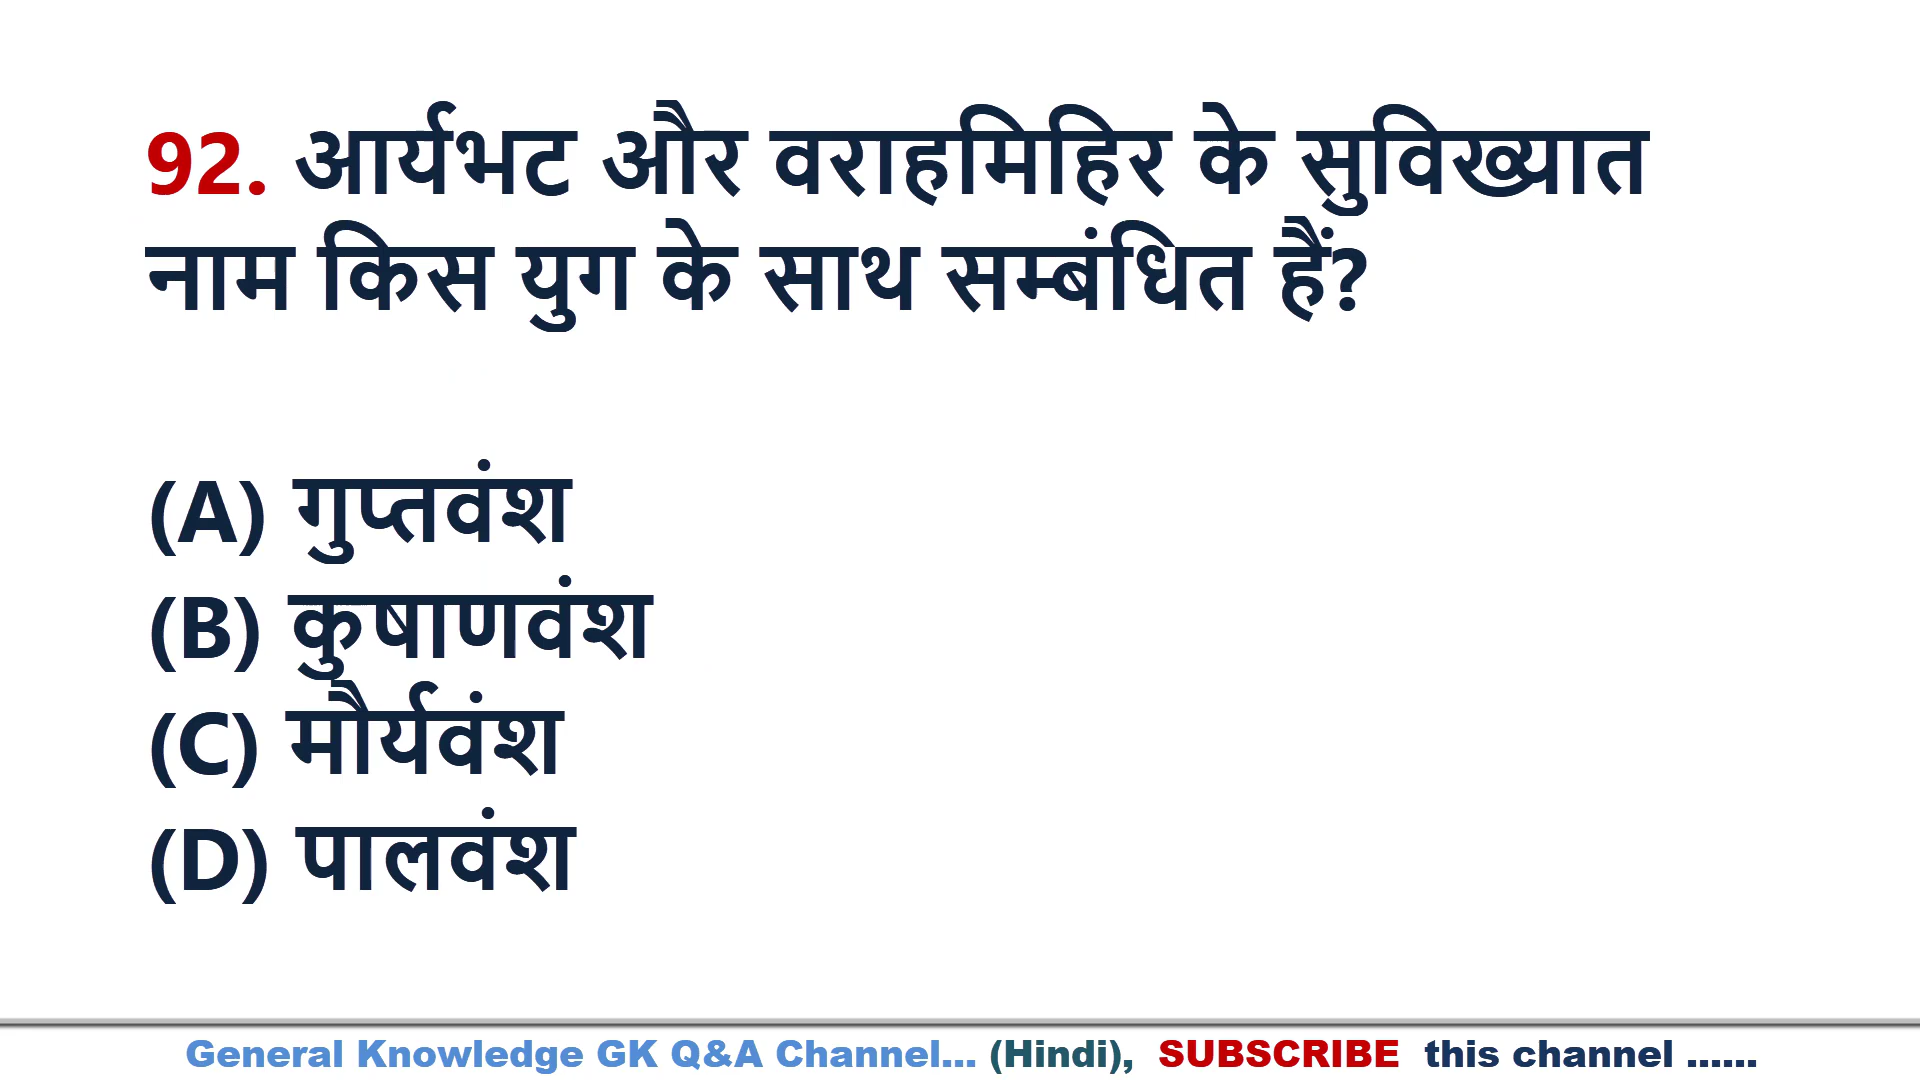 92. आर्यभट और वराहमिहिर के सुविख्यात
नाम किस युग के साथ सम्बंधित हैं?
(A) गुप्तवंश
(B) कुषाणवंश
(C) मौर्यवंश
(D) पालवंश
General Knowledge GK Q&A Channel... (Hindi), SUBSCRIBE this channel ......